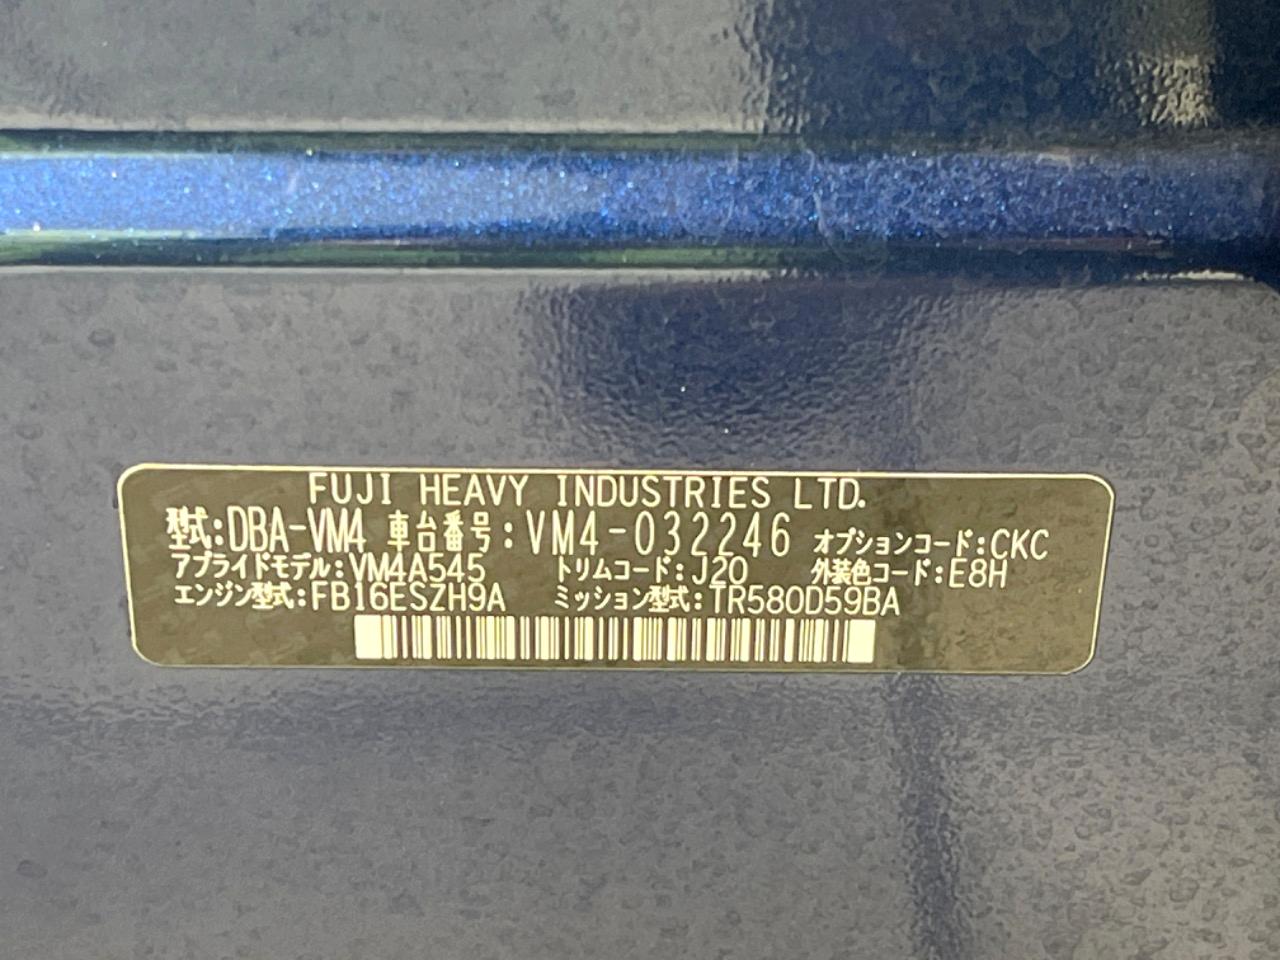 FUJI HEAVY INDUSTRIES LTD.
型式:DBA-VM4 車台番号:VM4-032246 オプションコード:CKC
アプライドモデル:VM4A545 トリムコード:J20 外装色コード:E8H
エンジン型式:FB16ESZH9A ミッション型式:TR580D59BA